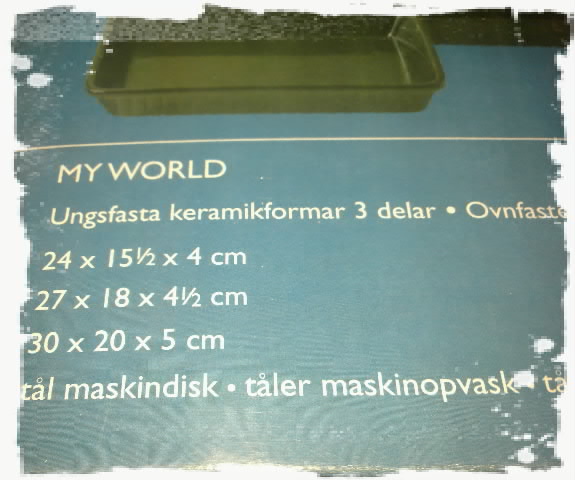 MY WORLD
Ungsfasta keramikformar 3 delar •
24 x 15½ x 4 cm
27 x 18 x 4½ cm
30 x 20 x 5 cm
tål maskindisk • tåler maskinopvask •